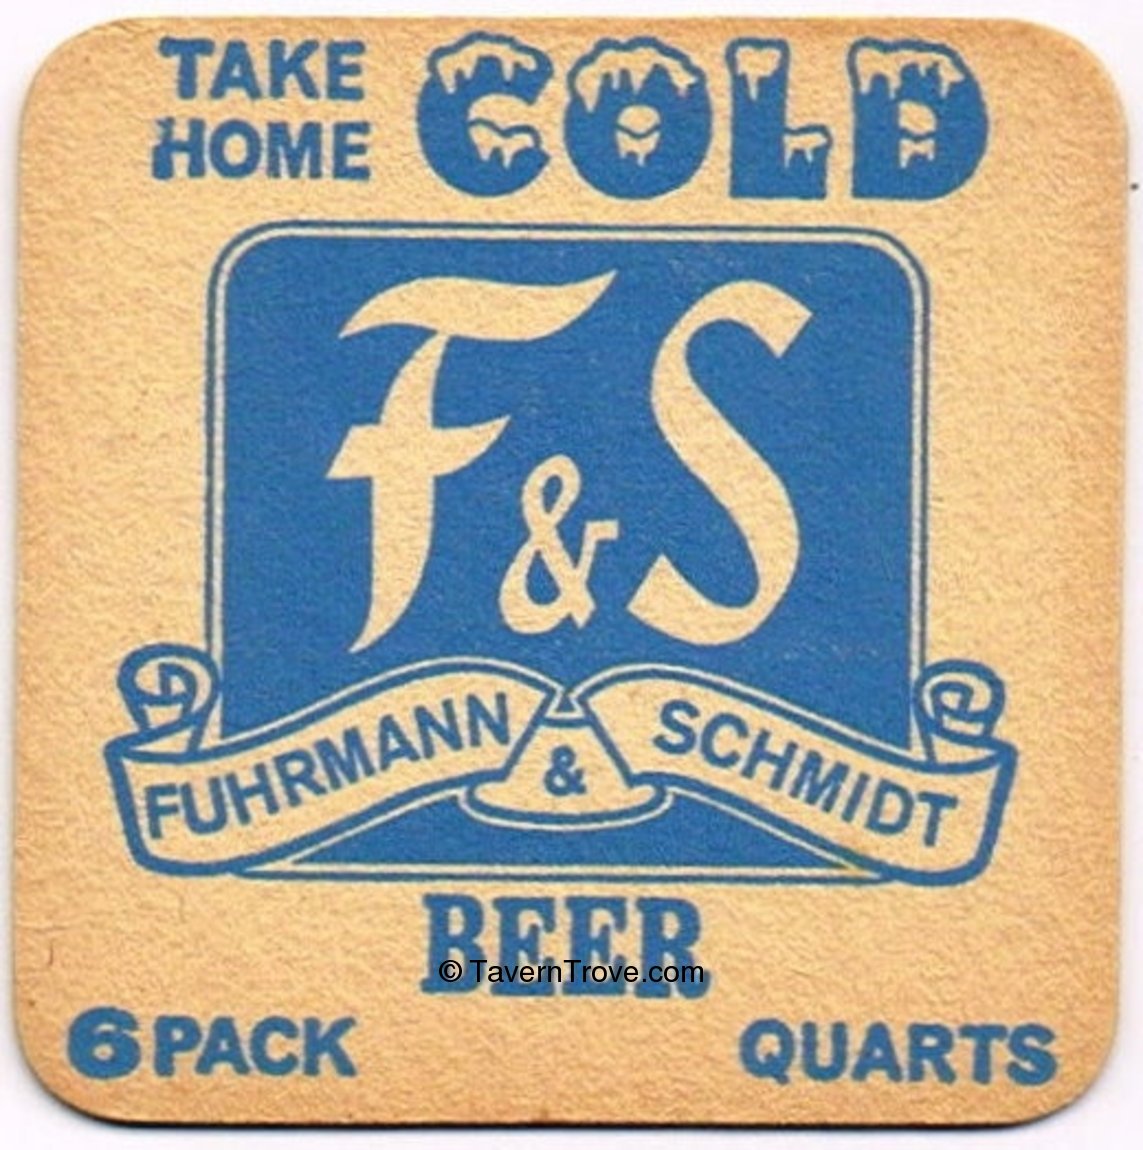 TAKE HOME COLD
F & S
FUHRMANN & SCHMIDT
BEER
© TavernTrove.com
6 PACK QUARTS